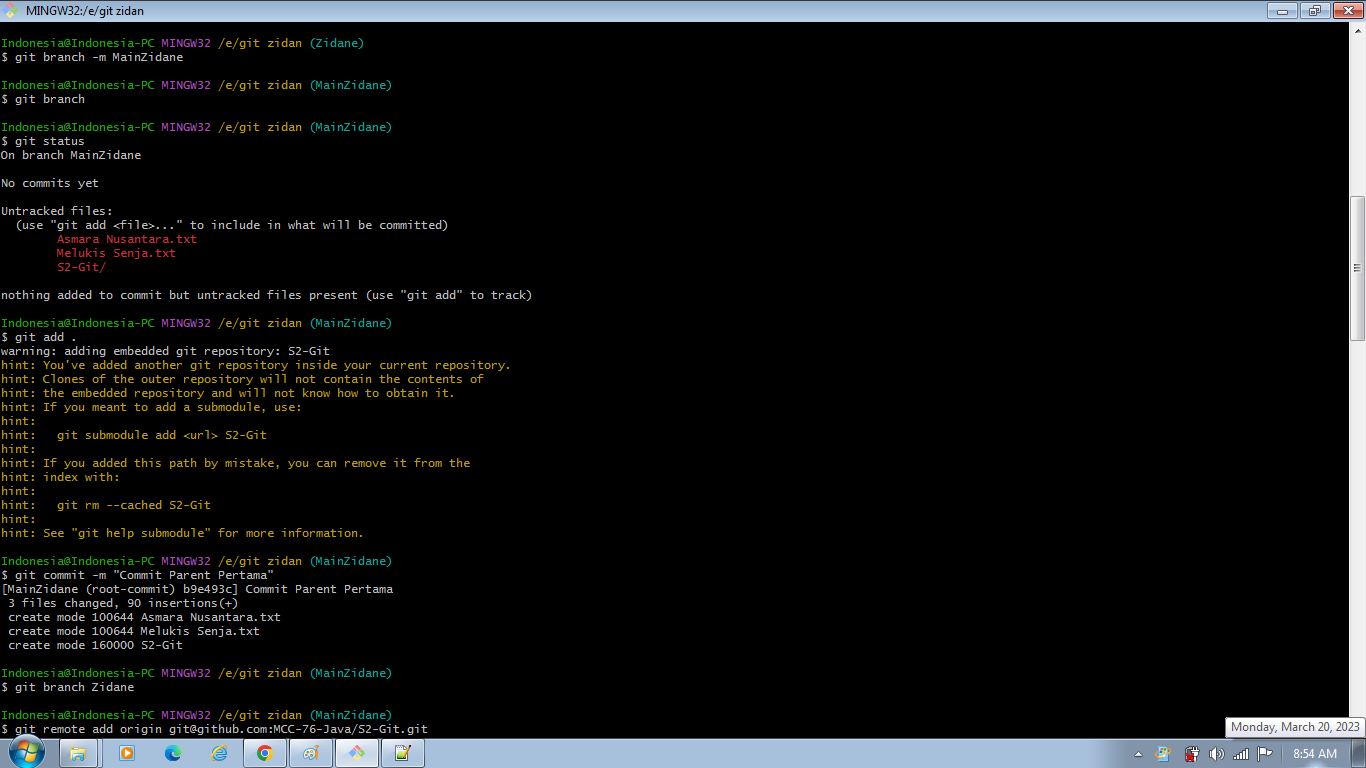 MINGW32:/e/git zidan
Indonesia@Indonesia-PC MINGW32 /e/git zidan (Zidane)
$ git branch -m MainZidane
Indonesia@Indonesia-PC MINGW32 /e/git zidan (MainZidane)
$ git branch
Indonesia@Indonesia-PC MINGW32 /e/git zidan (MainZidane)
$ git status
On branch MainZidane
No commits yet
Untracked files:
(use "git add <file>..." to include in what will be committed)
Asmara Nusantara.txt
Melukis Senja.txt
S2-Git/
nothing added to commit but untracked files present (use "git add" to track)
Indonesia@Indonesia-PC MINGW32 /e/git zidan (MainZidane)
$ git add .
warning: adding embedded git repository: S2-Git
hint: You've added another git repository inside your current repository.
hint: Clones of the outer repository will not contain the contents of
hint: the embedded repository and will not know how to obtain it.
hint: If you meant to add a submodule, use:
hint:
hint:   git submodule add <url> S2-Git
hint:
hint: If you added this path by mistake, you can remove it from the
hint: index with:
hint:
hint:   git rm --cached S2-Git
hint:
hint: See "git help submodule" for more information.
Indonesia@Indonesia-PC MINGW32 /e/git zidan (MainZidane)
$ git commit -m "Commit Parent Pertama"
[MainZidane (root-commit) b9e493c] Commit Parent Pertama
3 files changed, 90 insertions(+)
create mode 100644 Asmara Nusantara.txt
create mode 100644 Melukis Senja.txt
create mode 160000 S2-Git
Indonesia@Indonesia-PC MINGW32 /e/git zidan (MainZidane)
$ git branch Zidane
Indonesia@Indonesia-PC MINGW32 /e/git zidan (MainZidane)
$ git remote add origin git@github.com:MCC-76-Java/S2-Git.git
Monday, March 20, 2023
8:54 AM